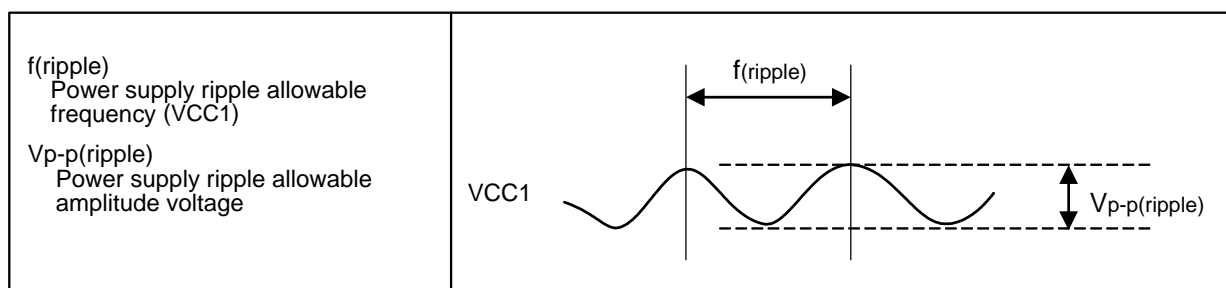 f(ripple)
Power supply ripple allowable
frequency (VCC1)
Vp-p(ripple)
Power supply ripple allowable
amplitude voltage
f(ripple)
VCC1
Vp-p(ripple)